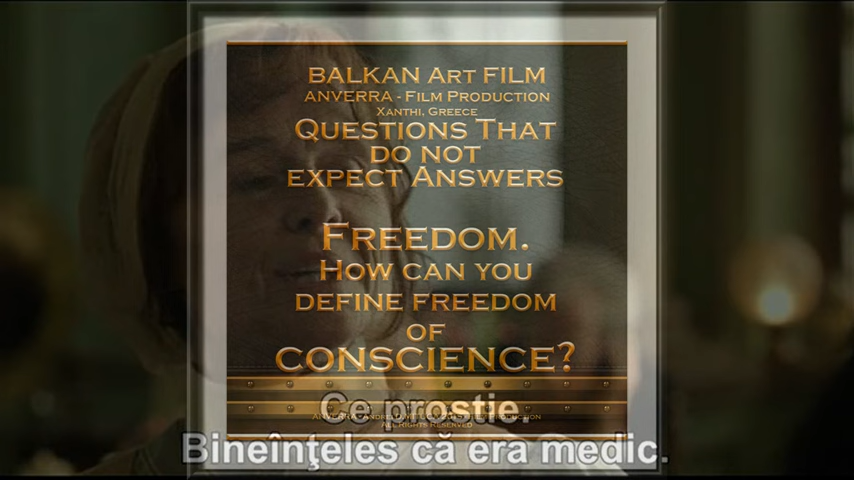 BALKAN ART FILM
ANVERRA - FILM PRODUCTION
XANTHI, GREECE
QUESTIONS THAT
DO NOT
EXPECT ANSWERS
FREEDOM.
HOW CAN YOU
DEFINE FREEDOM
OF
CONSCIENCE?
Ce prostie.
ALL RIGHTS RESERVED
Bineînţeles că era medic.